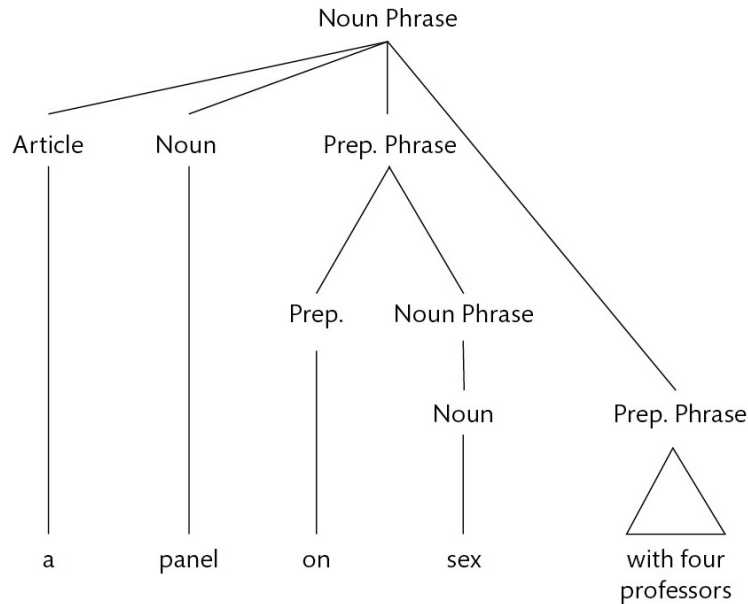 Noun Phrase
Article Noun Prep. Phrase
Prep. Noun Phrase
Noun Prep. Phrase
a panel on sex with four
professors